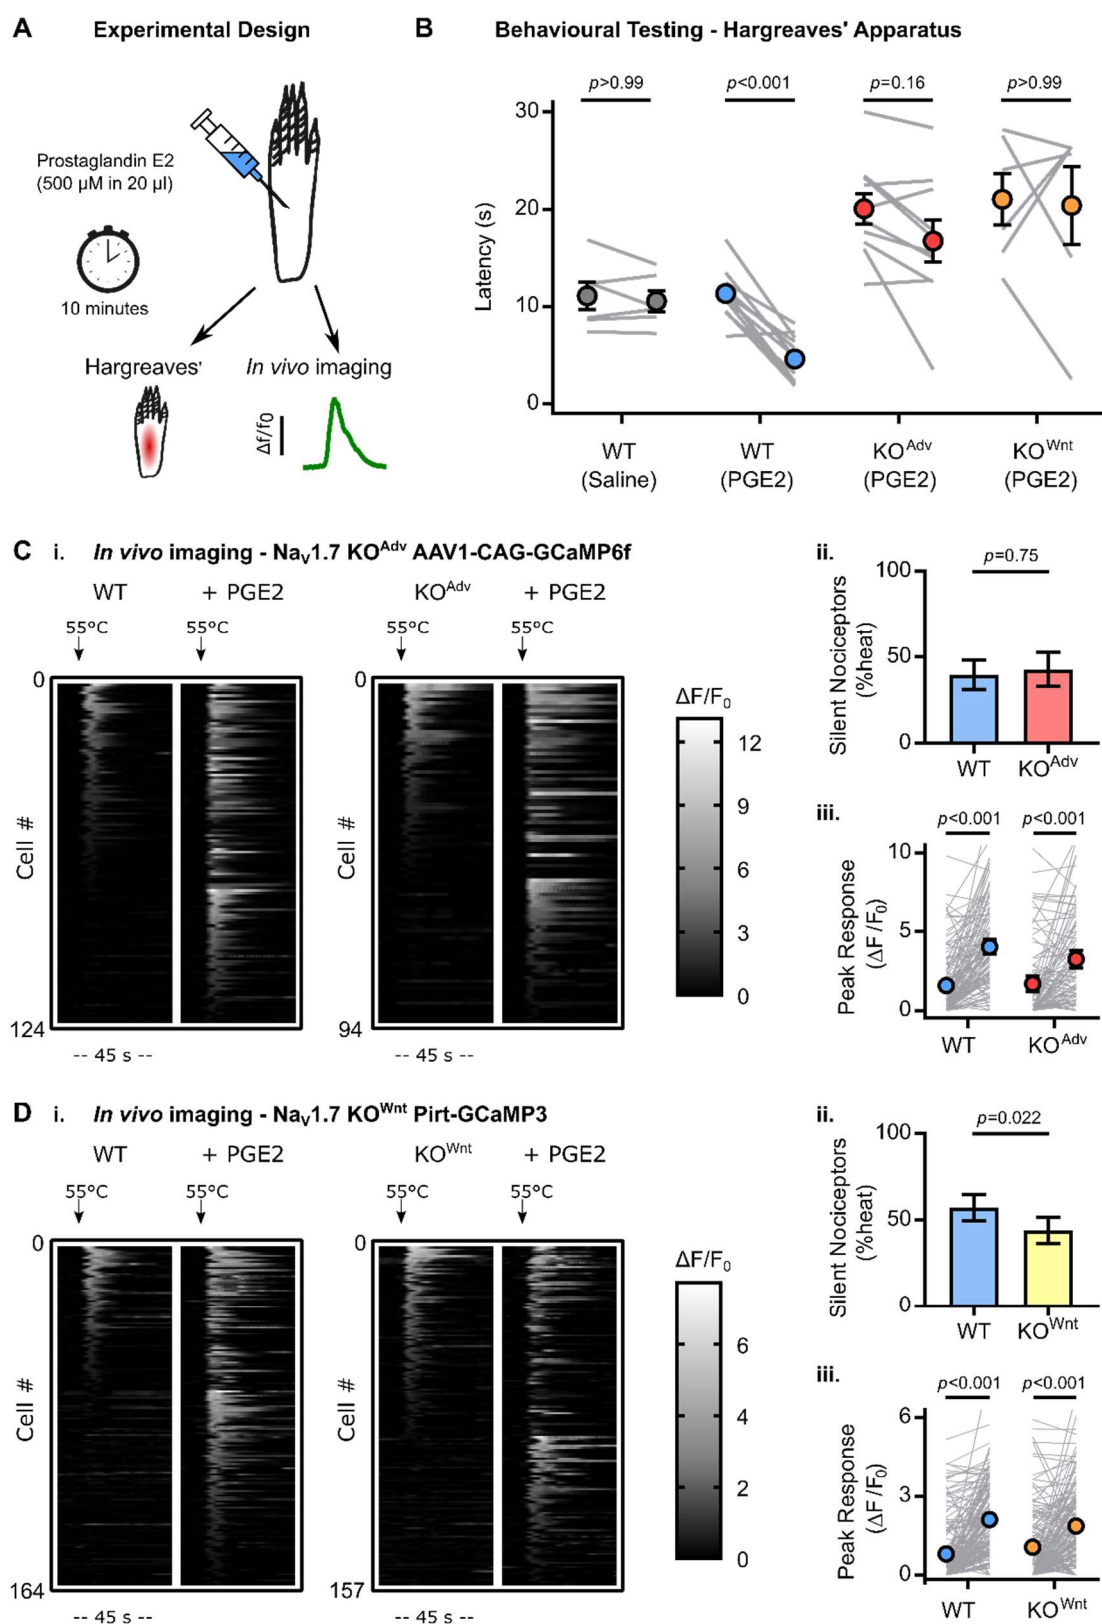 A Experimental Design
Prostaglandin E2
(500 µM in 20 µl)
10 minutes
Hargreaves'
In vivo imaging
Δf/f0
B Behavioural Testing - Hargreaves' Apparatus
p>0.99 p<0.001 p=0.16 p>0.99
Latency (s)
30
20
10
0
WT (Saline)
WT (PGE2)
KOAdv (PGE2)
KOWnt (PGE2)
C i. In vivo imaging - NaV1.7 KOAdv AAV1-CAG-GCaMP6f
WT + PGE2 KOAdv + PGE2
55°C 55°C 55°C 55°C
Cell #
0
124
-- 45 s --
Cell #
0
94
-- 45 s --
ΔF/F0
12
9
6
3
0
ii.
p=0.75
Silent Nociceptors
(%heat)
100
50
0
WT KOAdv
iii.
p<0.001 p<0.001
Peak Response
(ΔF/F0)
10
5
0
WT KOAdv
D i. In vivo imaging - NaV1.7 KOWnt Pirt-GCaMP3
WT + PGE2 KOWnt + PGE2
55°C 55°C 55°C 55°C
Cell #
0
164
-- 45 s --
Cell #
0
157
-- 45 s --
ΔF/F0
6
4
2
0
ii.
p=0.022
Silent Nociceptors
(%heat)
100
50
0
WT KOWnt
iii.
p<0.001 p<0.001
Peak Response
(ΔF/F0)
6
3
0
WT KOWnt